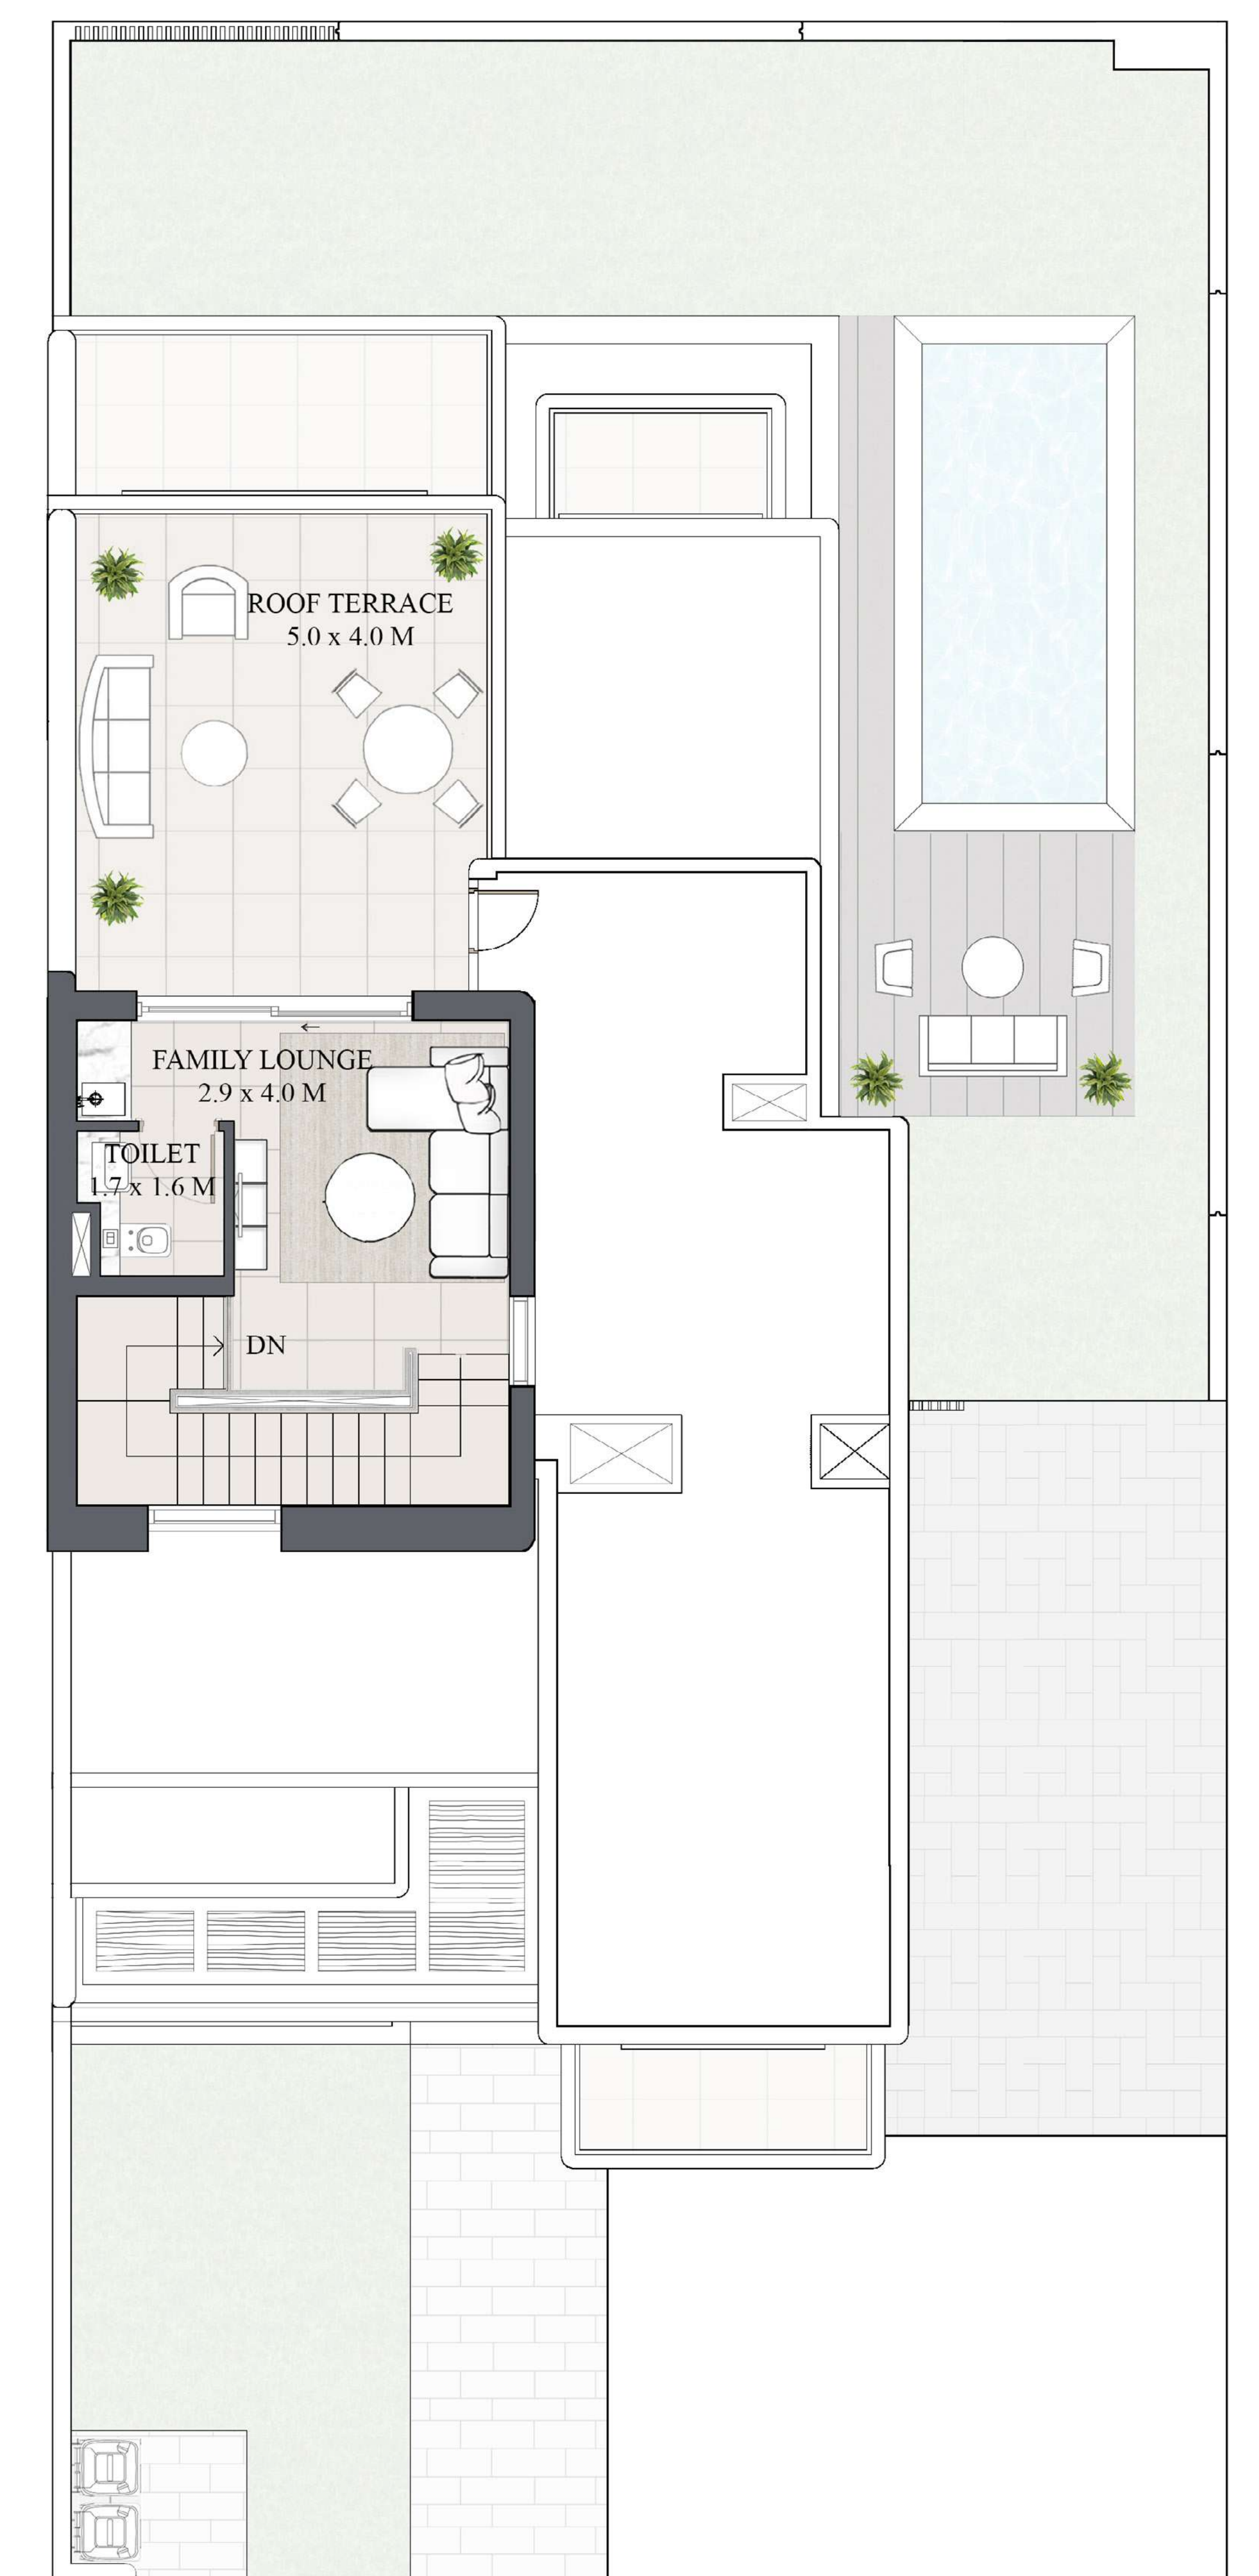 ROOF TERRACE
5.0 x 4.0 M
FAMILY LOUNGE
2.9 x 4.0 M
TOILET
1.7 x 1.6 M
DN